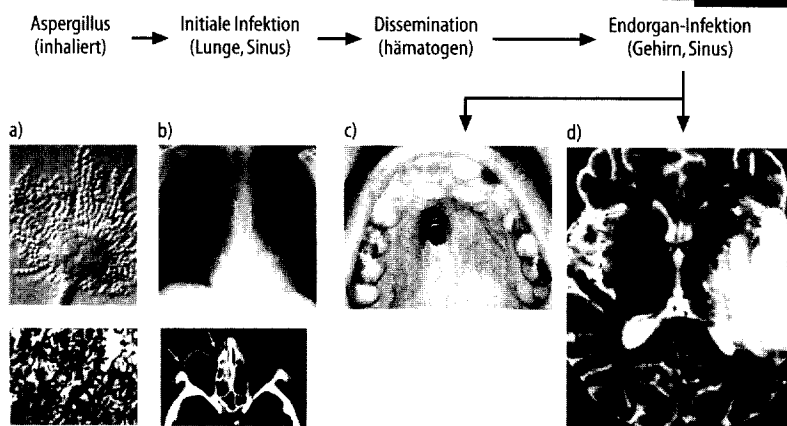 Aspergillus
(inhaliert)
Initiale Infektion
(Lunge, Sinus)
Dissemination
(hämatogen)
Endorgan-Infektion
(Gehirn, Sinus)
a)
b)
c)
d)